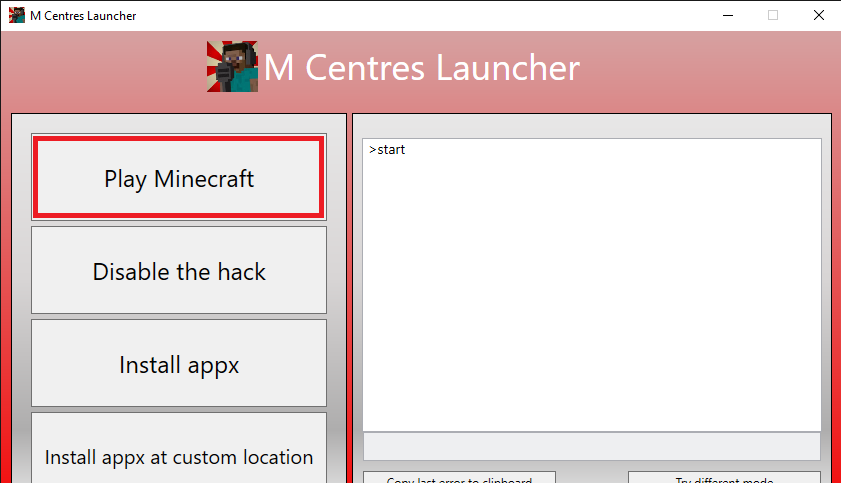 M Centres Launcher
M Centres Launcher
Play Minecraft
Disable the hack
Install appx
Install appx at custom location
>start
Copy last error to clipboard
Try different mode